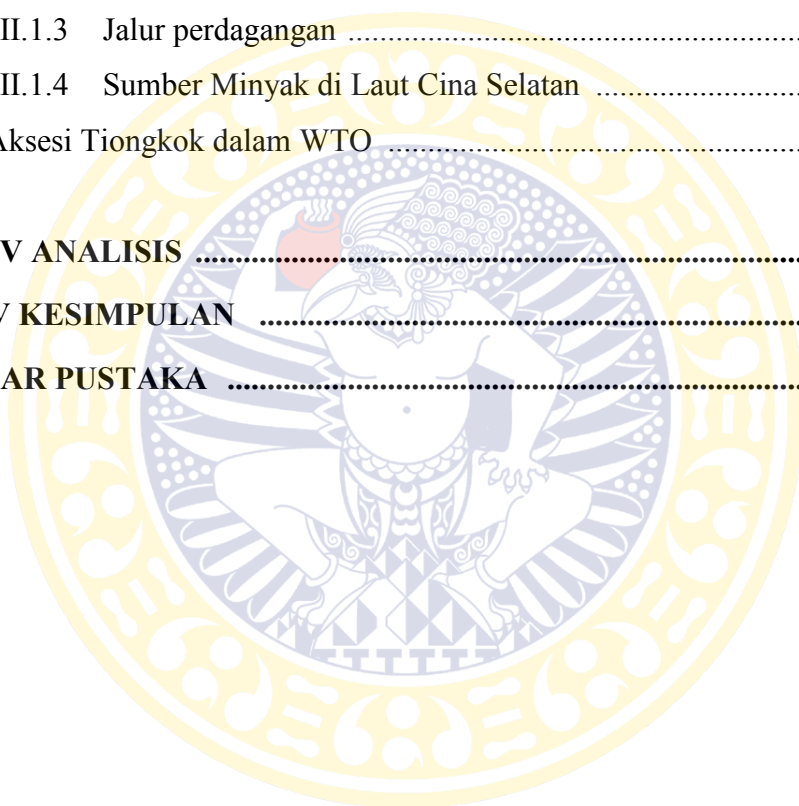 II.1.3 Jalur perdagangan ..........................................................
II.1.4 Sumber Minyak di Laut Cina Selatan ............................
Aksesi Tiongkok dalam WTO ........................................................
V ANALISIS ....................................................................................
V KESIMPULAN ...........................................................................
AR PUSTAKA ................................................................................